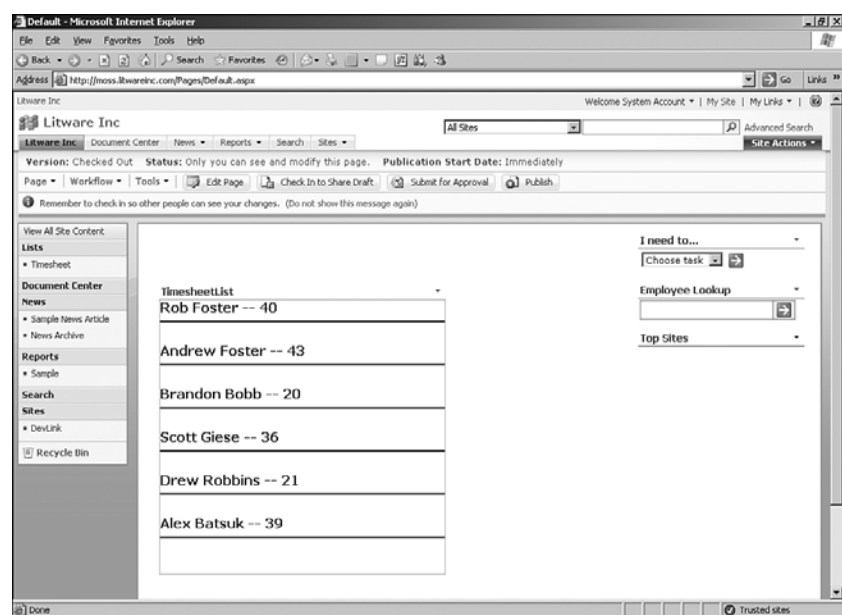 Default - Microsoft Internet Explorer
File Edit View Favorites Tools Help
Back Search Favorites
Address http://moss.litwareinc.com/Pages/Default.aspx Go Links »
Litware Inc Welcome System Account | My Site | My Links |
Litware Inc All Sites Advanced Search
Litware Inc Document Center News Reports Search Sites Site Actions
Version: Checked Out Status: Only you can see and modify this page. Publication Start Date: Immediately
Page Workflow Tools Edit Page Check In to Share Draft Submit for Approval Publish
Remember to check in so other people can see your changes. (Do not show this message again)
View All Site Content
Lists
Timesheet
Document Center
News
Sample News Article
News Archive
Reports
Sample
Search
Sites
DevLink
Recycle Bin
TimesheetList
Rob Foster -- 40
Andrew Foster -- 43
Brandon Bobb -- 20
Scott Giese -- 36
Drew Robbins -- 21
Alex Batsuk -- 39
I need to...
Choose task
Employee Lookup
Top Sites
Done Trusted sites